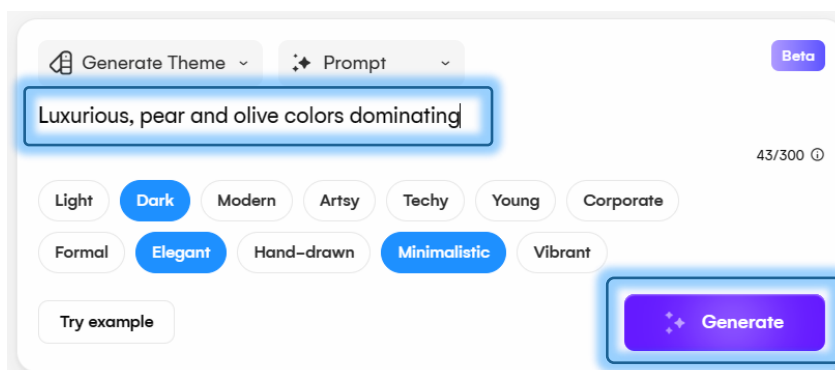 Generate Theme Prompt Beta
Luxurious, pear and olive colors dominating
43/300
Light Dark Modern Artsy Techy Young Corporate
Formal Elegant Hand-drawn Minimalistic Vibrant
Try example Generate